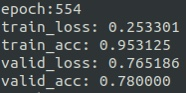 epoch:554
train_loss: 0.253301
train_acc: 0.953125
valid_loss: 0.765186
valid_acc: 0.780000